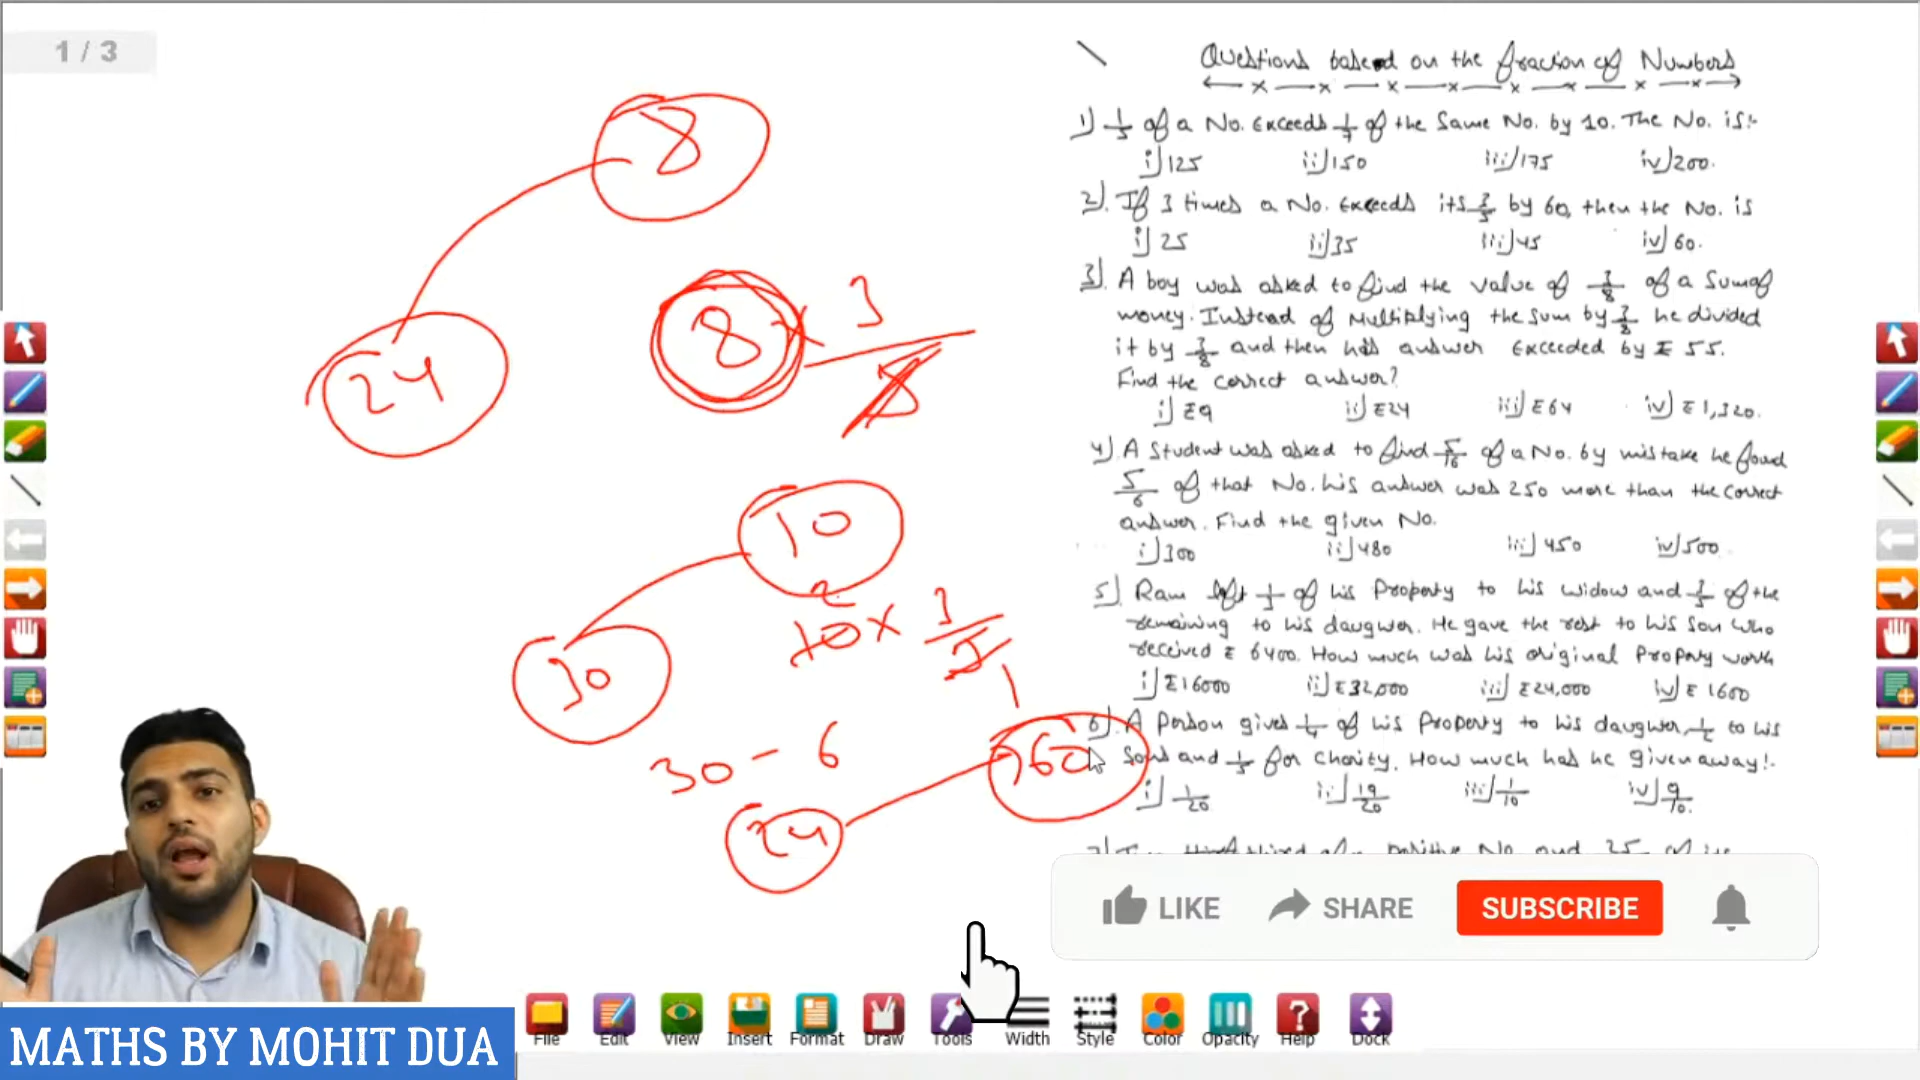 1 / 3
8
24
8 × 3/8
10
30
2
10 × 3/5
1
30 - 6
24
760
Questions based on the fraction of Numbers
1) 1/5 of a No. Exceeds 1/7 of the Same No. by 10. The No. is:-
i) 125 ii) 150 iii) 175 iv) 200.
2). If 3 times a No. Exceeds its 3/5 by 60, then the No. is
i) 25 ii) 35 iii) 45 iv) 60.
3). A boy was asked to find the value of 3/8 of a Sum of
money. Instead of Multiplying the sum by 3/8 he divided
it by 3/8 and then his answer Exceeded by ₹ 55.
Find the Correct answer?
i) ₹9 ii) ₹24 iii) ₹64 iv) ₹1,320.
4) A Student was asked to find 5/16 of a No. by mistake he found
5/6 of that No. his answer was 250 more than the Correct
answer. Find the given No.
i) 300 ii) 480 iii) 450 iv) 500
5). Ram left 1/3 of his Property to his widow and 3/5 of the
remaining to his daugwer. He gave the rest to his Son who
received ₹ 6400. How much was his original Property worth
i) ₹16000 ii) ₹32,000 iii) ₹24,000 iv) ₹1600
6) A Person gives 1/4 of his Property to his daugwer, 1/2 to his
Sons and 1/5 for Charity. How much has he given away!.
i) 1/20 ii) 19/20 iii) 1/10 iv) 9/10.
LIKE SHARE SUBSCRIBE
File Edit View Insert Format Draw Tools Width Style Color Opacity Help Dock
MATHS BY MOHIT DUA